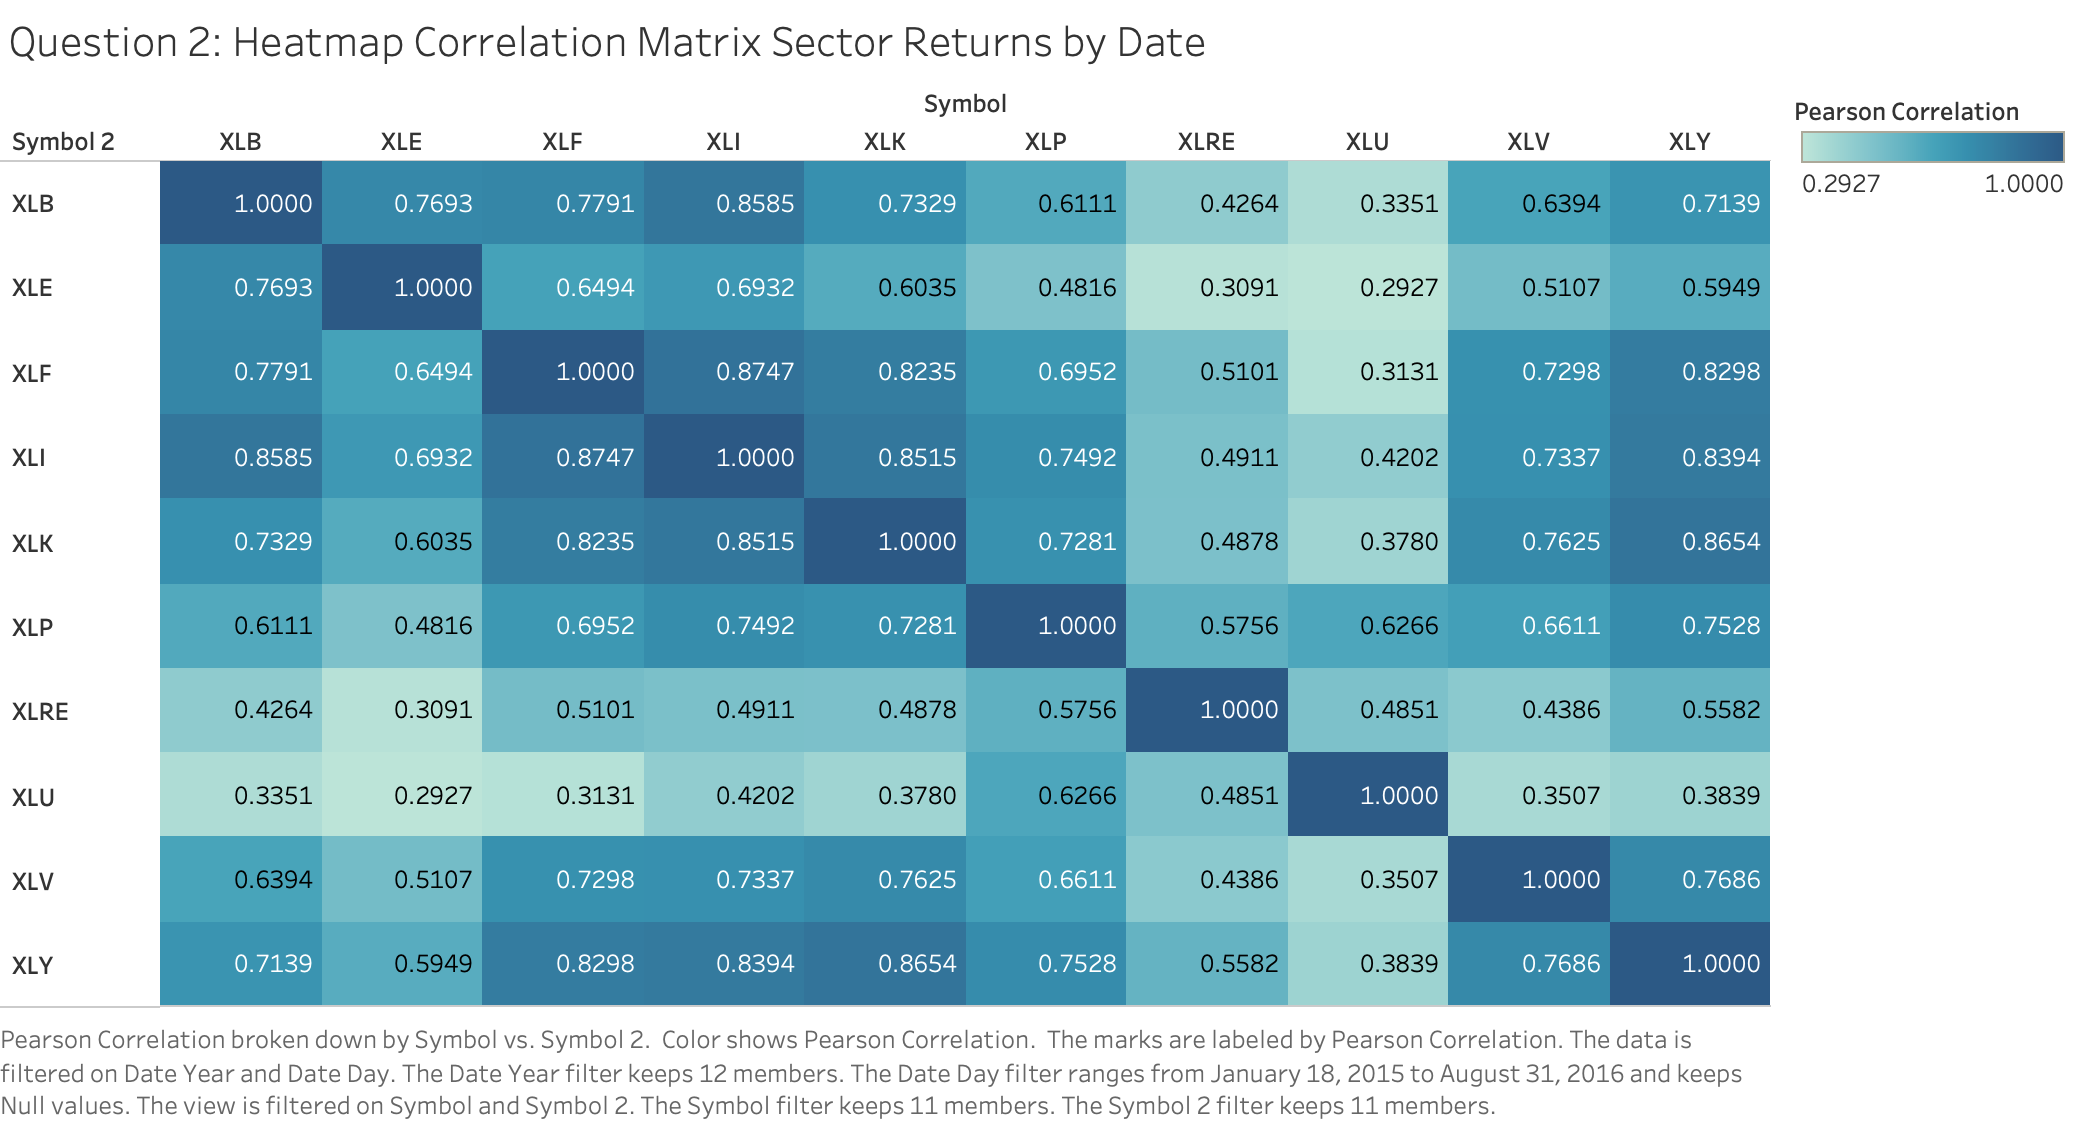 Question 2: Heatmap Correlation Matrix Sector Returns by Date
Symbol
Symbol 2 XLB XLE XLF XLI XLK XLP XLRE XLU XLV XLY
XLB 1.0000 0.7693 0.7791 0.8585 0.7329 0.6111 0.4264 0.3351 0.6394 0.7139
XLE 0.7693 1.0000 0.6494 0.6932 0.6035 0.4816 0.3091 0.2927 0.5107 0.5949
XLF 0.7791 0.6494 1.0000 0.8747 0.8235 0.6952 0.5101 0.3131 0.7298 0.8298
XLI 0.8585 0.6932 0.8747 1.0000 0.8515 0.7492 0.4911 0.4202 0.7337 0.8394
XLK 0.7329 0.6035 0.8235 0.8515 1.0000 0.7281 0.4878 0.3780 0.7625 0.8654
XLP 0.6111 0.4816 0.6952 0.7492 0.7281 1.0000 0.5756 0.6266 0.6611 0.7528
XLRE 0.4264 0.3091 0.5101 0.4911 0.4878 0.5756 1.0000 0.4851 0.4386 0.5582
XLU 0.3351 0.2927 0.3131 0.4202 0.3780 0.6266 0.4851 1.0000 0.3507 0.3839
XLV 0.6394 0.5107 0.7298 0.7337 0.7625 0.6611 0.4386 0.3507 1.0000 0.7686
XLY 0.7139 0.5949 0.8298 0.8394 0.8654 0.7528 0.5582 0.3839 0.7686 1.0000
Pearson Correlation
0.2927 1.0000
Pearson Correlation broken down by Symbol vs. Symbol 2.  Color shows Pearson Correlation.  The marks are labeled by Pearson Correlation. The data is
filtered on Date Year and Date Day. The Date Year filter keeps 12 members. The Date Day filter ranges from January 18, 2015 to August 31, 2016 and keeps
Null values. The view is filtered on Symbol and Symbol 2. The Symbol filter keeps 11 members. The Symbol 2 filter keeps 11 members.